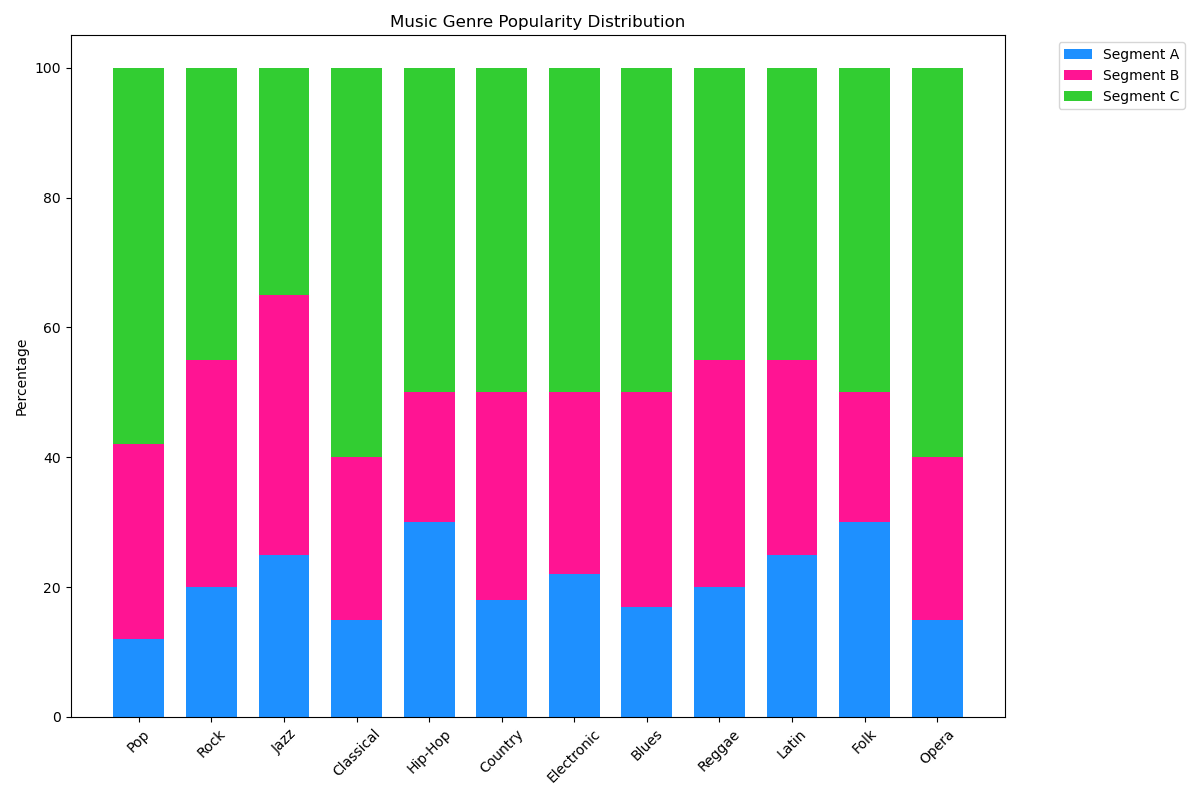 Music Genre Popularity Distribution
Segment A
Segment B
Segment C
Percentage
100
80
60
40
20
0
Pop
Rock
Jazz
Classical
Hip-Hop
Country
Electronic
Blues
Reggae
Latin
Folk
Opera